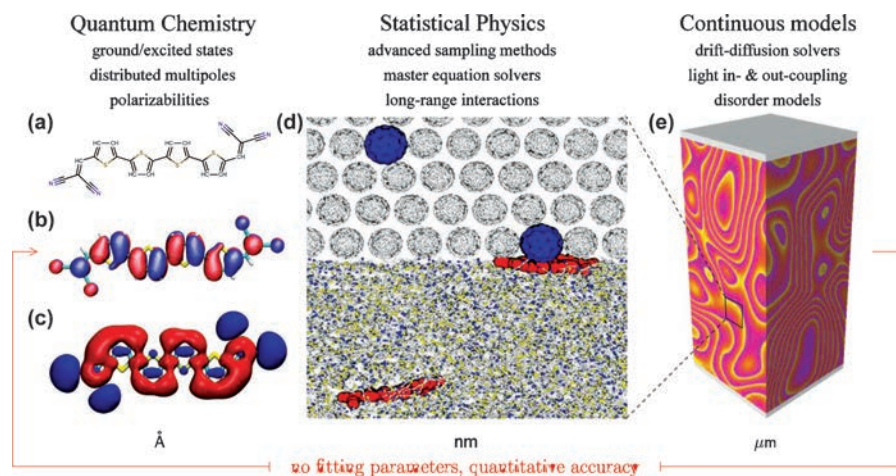 Quantum Chemistry
ground/excited states
distributed multipoles
polarizabilities
Statistical Physics
advanced sampling methods
master equation solvers
long-range interactions
Continuous models
drift-diffusion solvers
light in- & out-coupling
disorder models
(a)
N
N
N
N
S
S
S
S
(b)
(c)
(d)
(e)
Å
nm
μm
no fitting parameters, quantitative accuracy